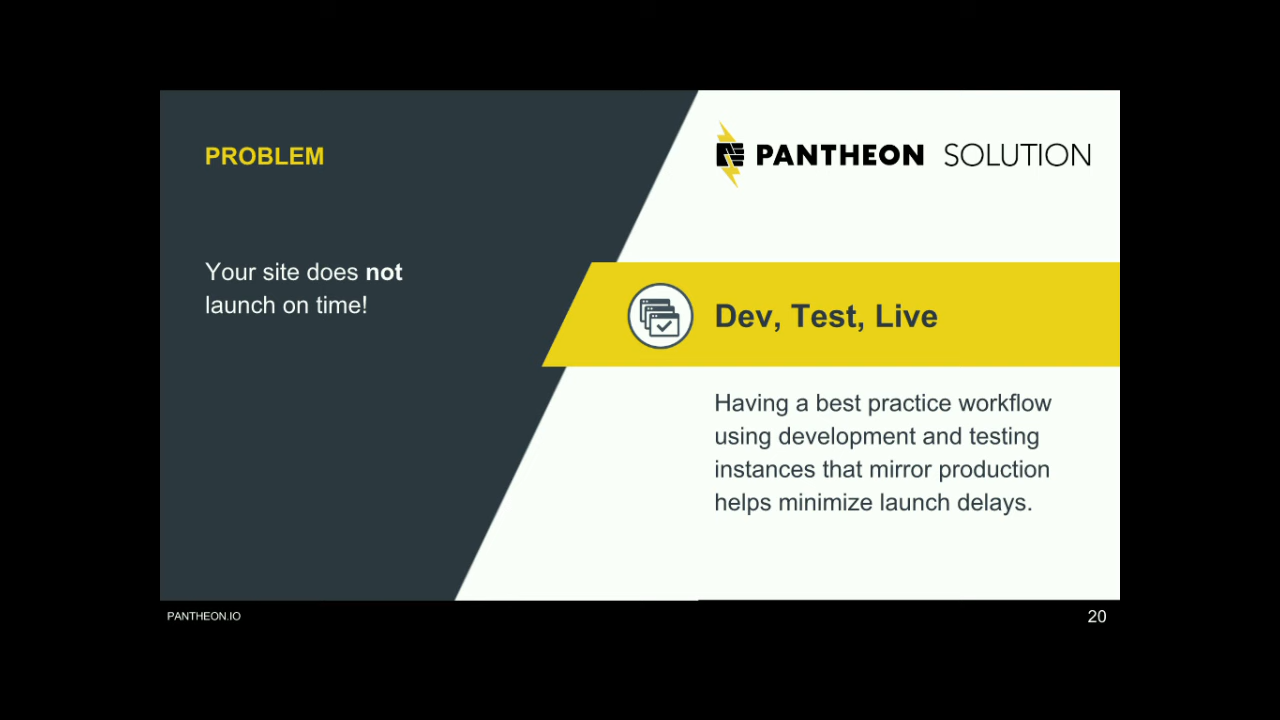 PROBLEM
Your site does not
launch on time!
PANTHEON SOLUTION
Dev, Test, Live
Having a best practice workflow
using development and testing
instances that mirror production
helps minimize launch delays.
PANTHEON.IO
20